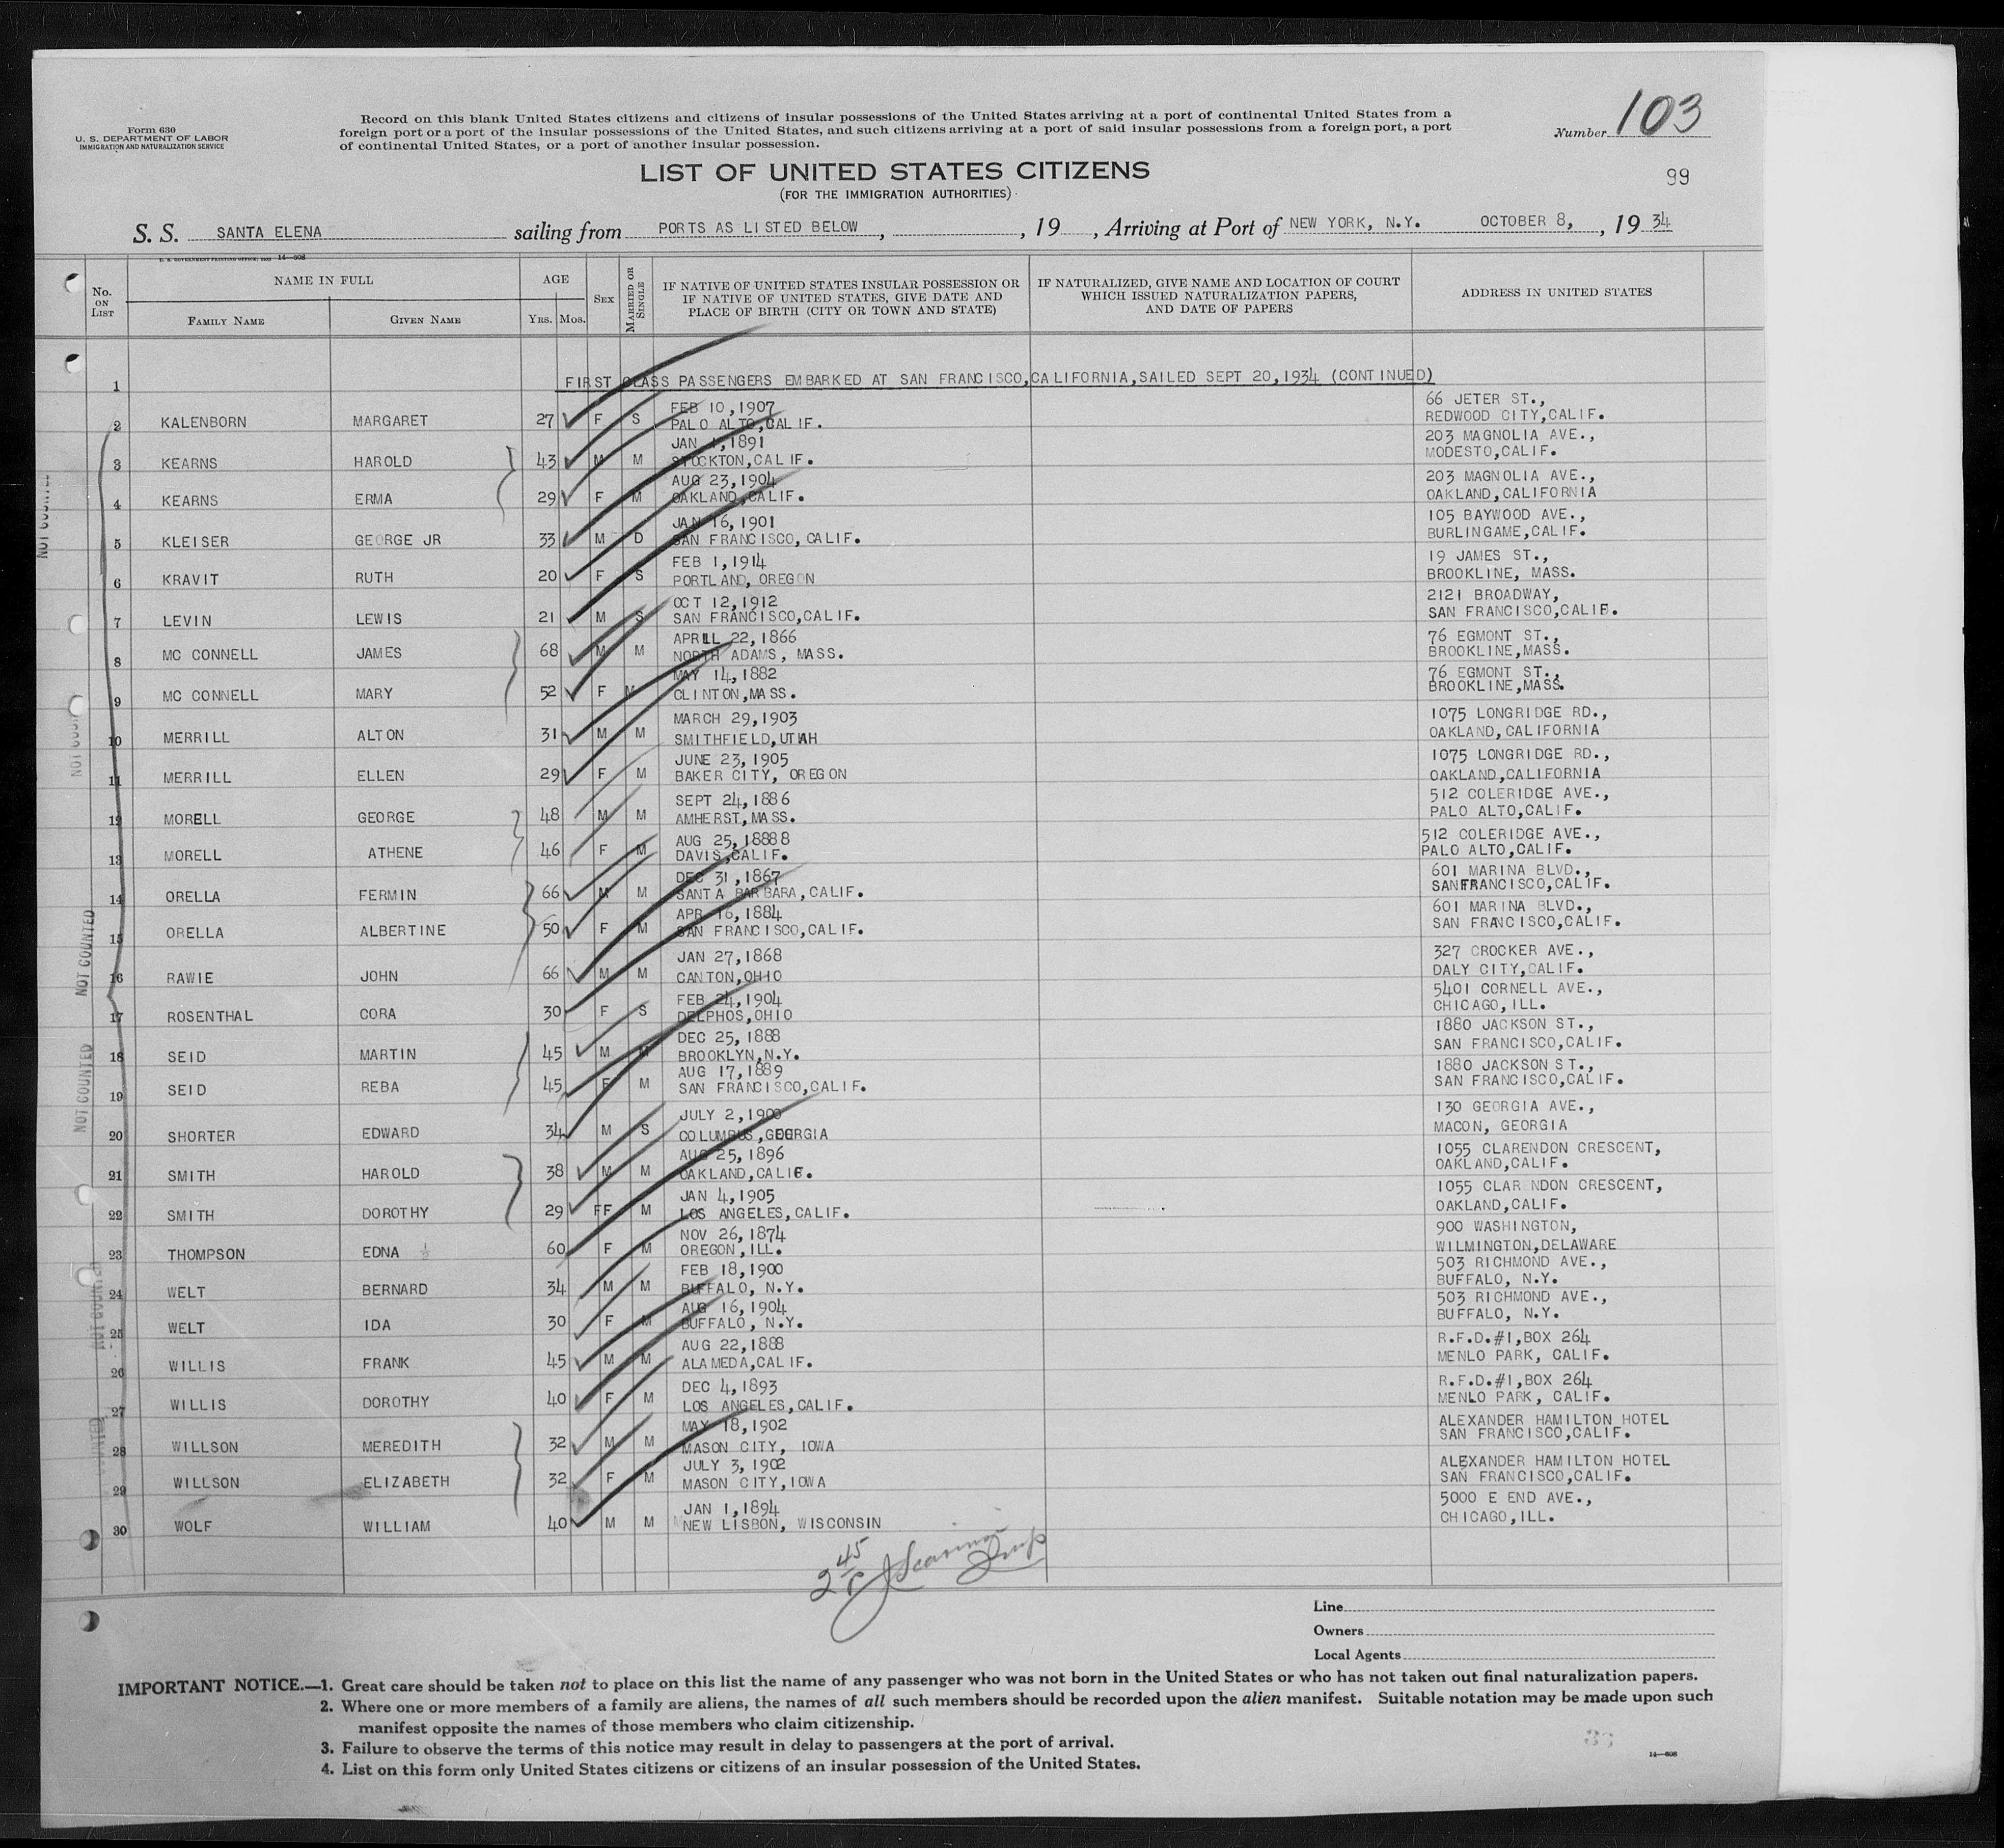 Form 630
U. S. DEPARTMENT OF LABOR
IMMIGRATION AND NATURALIZATION SERVICE
Record on this blank United States citizens and citizens of insular possessions of the United States arriving at a port of continental United States from a
foreign port or a port of the insular possessions of the United States, and such citizens arriving at a port of said insular possessions from a foreign port, a port
of continental United States, or a port of another insular possession.
Number 103
99
LIST OF UNITED STATES CITIZENS
(FOR THE IMMIGRATION AUTHORITIES)
S. S. SANTA ELENA sailing from PORTS AS LISTED BELOW, , 19 , Arriving at Port of NEW YORK, N.Y. OCTOBER 8, , 19 34
U. S. GOVERNMENT PRINTING OFFICE: 14—608
No. ON LIST NAME IN FULL AGE SEX MARRIED OR SINGLE IF NATIVE OF UNITED STATES INSULAR POSSESSION OR IF NATIVE OF UNITED STATES, GIVE DATE AND PLACE OF BIRTH (CITY OR TOWN AND STATE) IF NATURALIZED, GIVE NAME AND LOCATION OF COURT WHICH ISSUED NATURALIZATION PAPERS, AND DATE OF PAPERS ADDRESS IN UNITED STATES
FAMILY NAME GIVEN NAME YRS. MOS.
1 FIRST CLASS PASSENGERS EMBARKED AT SAN FRANCISCO,CALIFORNIA,SAILED SEPT 20,1934 (CONTINUED)
2 KALENBORN MARGARET 27 F S FEB 10,1907 PALO ALTO,CALIF. 66 JETER ST., REDWOOD CITY,CALIF.
3 KEARNS HAROLD 43 M M JAN 1,1891 STOCKTON,CALIF. 203 MAGNOLIA AVE., MODESTO,CALIF.
4 KEARNS ERMA 29 F M AUG 23,1904 OAKLAND,CALIF. 203 MAGNOLIA AVE., OAKLAND,CALIFORNIA
5 KLEISER GEORGE JR 33 M D JAN 16,1901 SAN FRANCISCO, CALIF. 105 BAYWOOD AVE., BURLINGAME,CALIF.
6 KRAVIT RUTH 20 F S FEB 1,1914 PORTLAND, OREGON 19 JAMES ST., BROOKLINE, MASS.
7 LEVIN LEWIS 21 M S OCT 12,1912 SAN FRANCISCO,CALIF. 2121 BROADWAY, SAN FRANCISCO,CALIF.
8 MC CONNELL JAMES 68 M M APRIL 22,1866 NORTH ADAMS, MASS. 76 EGMONT ST., BROOKLINE,MASS.
9 MC CONNELL MARY 52 F M MAY 14,1882 CLINTON,MASS. 76 EGMONT ST., BROOKLINE,MASS.
10 MERRILL ALTON 31 M M MARCH 29,1903 SMITHFIELD,UTAH 1075 LONGRIDGE RD., OAKLAND,CALIFORNIA
11 MERRILL ELLEN 29 F M JUNE 23,1905 BAKER CITY, OREGON 1075 LONGRIDGE RD., OAKLAND,CALIFORNIA
12 MORELL GEORGE 48 M M SEPT 24,1886 AMHERST,MASS. 512 COLERIDGE AVE., PALO ALTO,CALIF.
13 MORELL ATHENE 46 F M AUG 25,18888 DAVIS,CALIF. 512 COLERIDGE AVE., PALO ALTO,CALIF.
14 ORELLA FERMIN 66 M M DEC 31,1867 SANTA BARBARA,CALIF. 601 MARINA BLVD., SANFRANCISCO,CALIF.
15 ORELLA ALBERTINE 50 F M APR 16,1884 SAN FRANCISCO,CALIF. 601 MARINA BLVD., SAN FRANCISCO,CALIF.
16 RAWIE JOHN 66 M M JAN 27,1868 CANTON,OHIO 327 CROCKER AVE., DALY CITY,CALIF.
17 ROSENTHAL CORA 30 F S FEB 24,1904 DELPHOS,OHIO 5401 CORNELL AVE., CHICAGO,ILL.
18 SEID MARTIN 45 M M DEC 25,1888 BROOKLYN,N.Y. 1880 JACKSON ST., SAN FRANCISCO,CALIF.
19 SEID REBA 45 F M AUG 17,1889 SAN FRANCISCO,CALIF. 1880 JACKSON ST., SAN FRANCISCO,CALIF.
20 SHORTER EDWARD 34 M S JULY 2,1900 COLUMBUS,GEORGIA 130 GEORGIA AVE., MACON, GEORGIA
21 SMITH HAROLD 38 M M AUG 25,1896 OAKLAND,CALIF. 1055 CLARENDON CRESCENT, OAKLAND,CALIF.
22 SMITH DOROTHY 29 FF M JAN 4,1905 LOS ANGELES,CALIF. 1055 CLARENDON CRESCENT, OAKLAND,CALIF.
23 THOMPSON EDNA 60 F M NOV 26,1874 OREGON,ILL. 900 WASHINGTON, WILMINGTON,DELAWARE
24 WELT BERNARD 34 M M FEB 18,1900 BUFFALO, N.Y. 503 RICHMOND AVE., BUFFALO, N.Y.
25 WELT IDA 30 F M AUG 16,1904 BUFFALO, N.Y. 503 RICHMOND AVE., BUFFALO, N.Y.
26 WILLIS FRANK 45 M M AUG 22,1888 ALAMEDA,CALIF. R.F.D.#1,BOX 264 MENLO PARK, CALIF.
27 WILLIS DOROTHY 40 F M DEC 4,1893 LOS ANGELES,CALIF. R.F.D.#1,BOX 264 MENLO PARK, CALIF.
28 WILLSON MEREDITH 32 M M MAY 18,1902 MASON CITY, IOWA ALEXANDER HAMILTON HOTEL SAN FRANCISCO,CALIF.
29 WILLSON ELIZABETH 32 F M JULY 3,1902 MASON CITY,IOWA ALEXANDER HAMILTON HOTEL SAN FRANCISCO,CALIF.
30 WOLF WILLIAM 40 M M JAN 1,1894 NEW LISBON, WISCONSIN 5000 E END AVE., CHICAGO,ILL.
NOT COUNTED
NOT COUNTED
NOT COUNTED
NOT COUNTED
Line
Owners
Local Agents
IMPORTANT NOTICE.—1. Great care should be taken not to place on this list the name of any passenger who was not born in the United States or who has not taken out final naturalization papers.
2. Where one or more members of a family are aliens, the names of all such members should be recorded upon the alien manifest. Suitable notation may be made upon such
manifest opposite the names of those members who claim citizenship.
3. Failure to observe the terms of this notice may result in delay to passengers at the port of arrival.
4. List on this form only United States citizens or citizens of an insular possession of the United States.
14—608